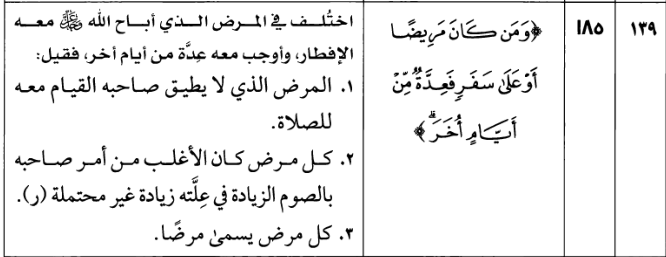 ١٣٩
١٨٥
﴿وَمَن كَانَ مَرِيضًا
أَوْ عَلَىٰ سَفَرٍ فَعِدَّةٌ مِّنْ
أَيَّامٍ أُخَرَ ۗ﴾
اختُلف في المرض الذي أباح الله ﷻ معه
الإفطار، وأوجب معه عِدَّة من أيام أخر، فقيل:
١. المرض الذي لا يطيق صاحبه القيام معه
للصلاة.
٢. كل مرض كان الأغلب من أمر صاحبه
بالصوم الزيادة في عِلَّته زيادة غير محتملة (ر).
٣. كل مرض يسمىٰ مرضًا.